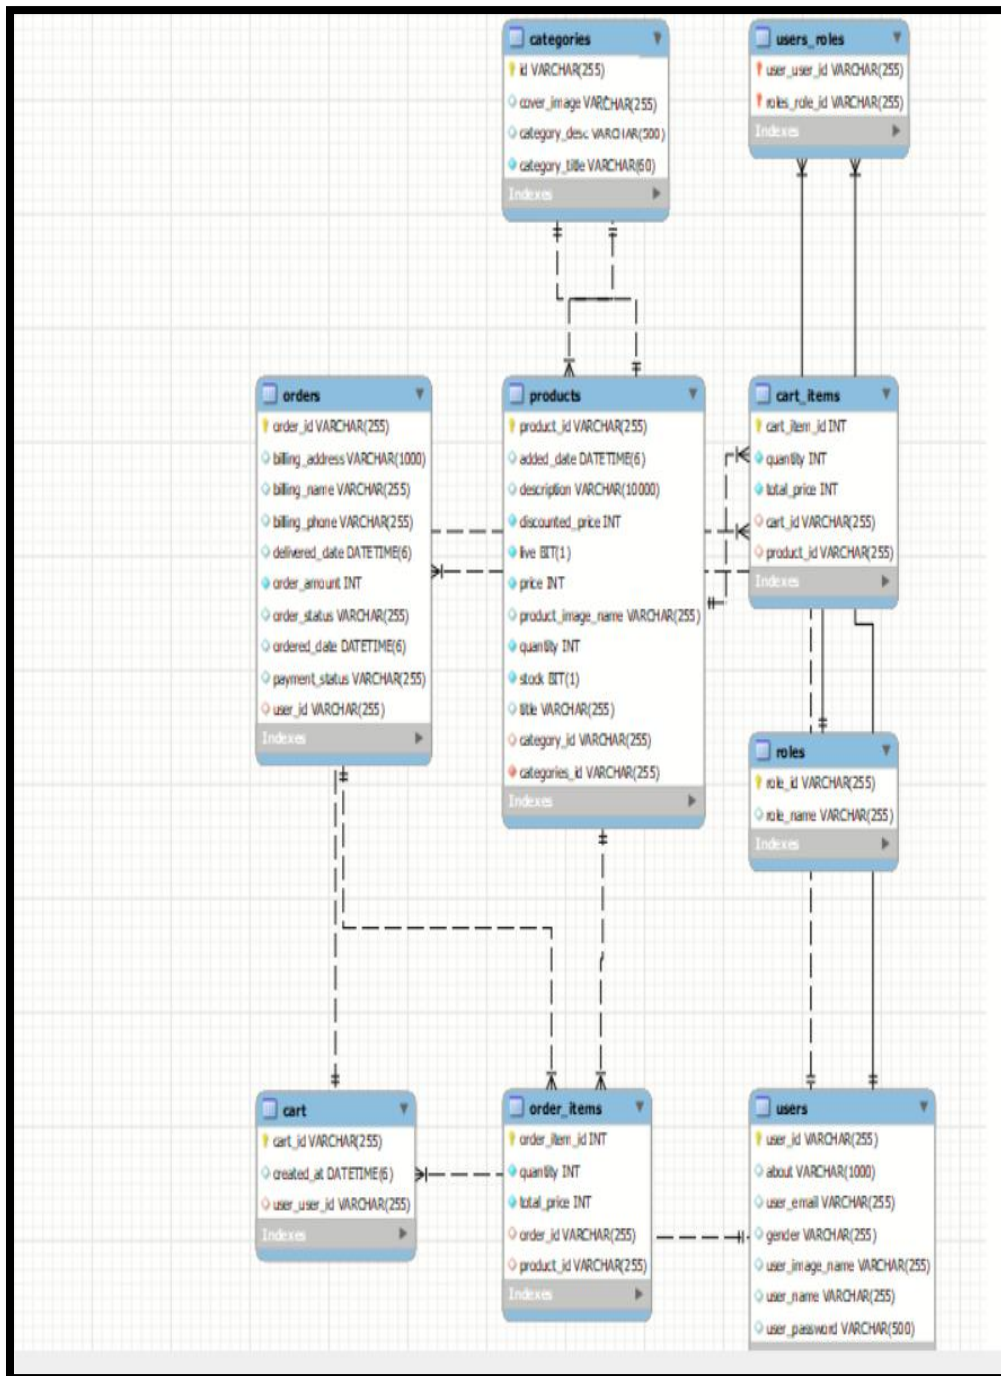 categories
id VARCHAR(255)
cover_image VARCHAR(255)
category_desc VARCHAR(500)
category_title VARCHAR(60)
Indexes
users_roles
user_user_id VARCHAR(255)
roles_role_id VARCHAR(255)
Indexes
orders
order_id VARCHAR(255)
billing_address VARCHAR(1000)
billing_name VARCHAR(255)
billing_phone VARCHAR(255)
delivered_date DATETIME(6)
order_amount INT
order_status VARCHAR(255)
ordered_date DATETIME(6)
payment_status VARCHAR(255)
user_id VARCHAR(255)
Indexes
products
product_id VARCHAR(255)
added_date DATETIME(6)
description VARCHAR(10000)
discounted_price INT
live BIT(1)
price INT
product_image_name VARCHAR(255)
quantity INT
stock BIT(1)
title VARCHAR(255)
category_id VARCHAR(255)
categories_id VARCHAR(255)
Indexes
cart_items
cart_item_id INT
quantity INT
total_price INT
cart_id VARCHAR(255)
product_id VARCHAR(255)
Indexes
roles
role_id VARCHAR(255)
role_name VARCHAR(255)
Indexes
cart
cart_id VARCHAR(255)
created_at DATETIME(6)
user_user_id VARCHAR(255)
Indexes
order_items
order_item_id INT
quantity INT
total_price INT
order_id VARCHAR(255)
product_id VARCHAR(255)
Indexes
users
user_id VARCHAR(255)
about VARCHAR(1000)
user_email VARCHAR(255)
gender VARCHAR(255)
user_image_name VARCHAR(255)
user_name VARCHAR(255)
user_password VARCHAR(500)